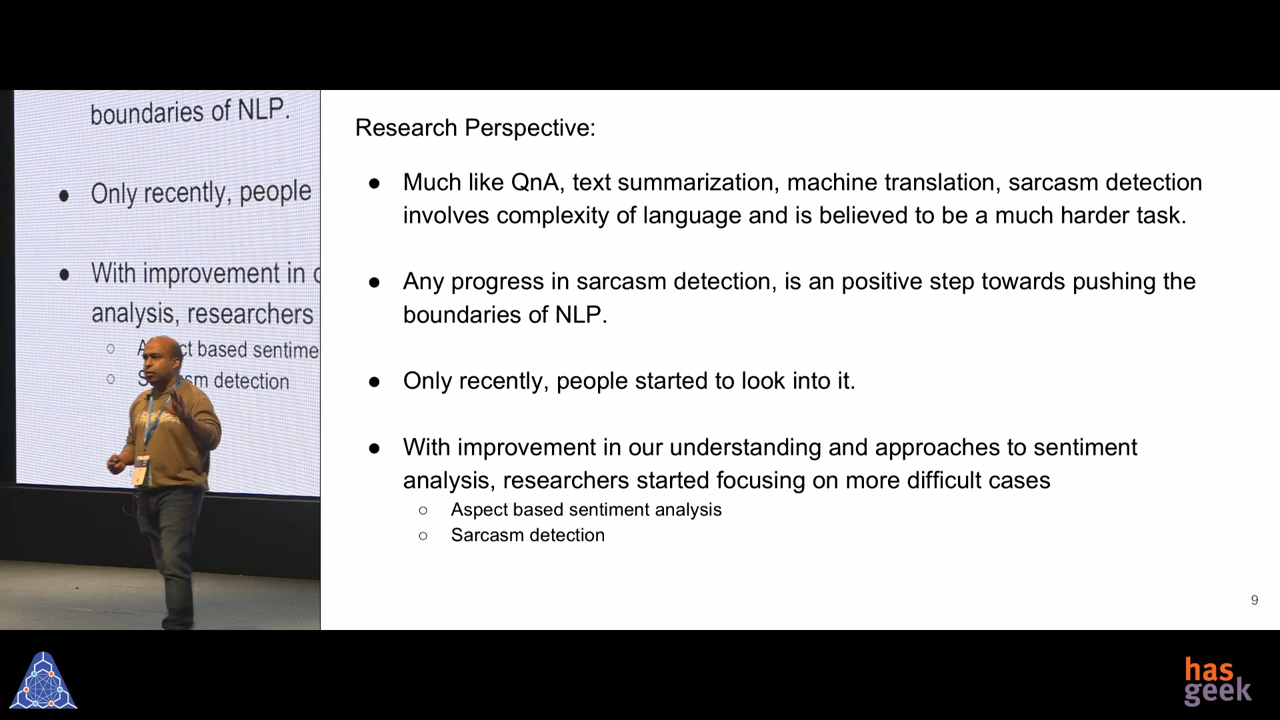 boundaries of NLP.
● Only recently, people
● With improvement in
analysis, researchers
○ ct based sentime
○ sm detection
Research Perspective:
● Much like QnA, text summarization, machine translation, sarcasm detection
involves complexity of language and is believed to be a much harder task.
● Any progress in sarcasm detection, is an positive step towards pushing the
boundaries of NLP.
● Only recently, people started to look into it.
● With improvement in our understanding and approaches to sentiment
analysis, researchers started focusing on more difficult cases
○ Aspect based sentiment analysis
○ Sarcasm detection
9
has
geek